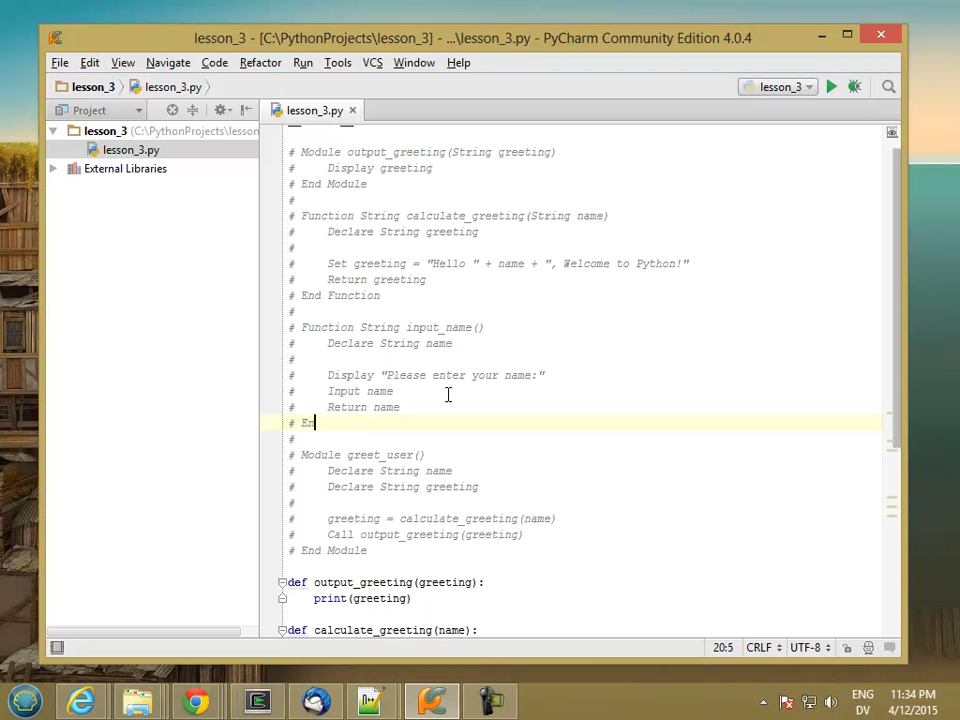 lesson_3 - [C:\PythonProjects\lesson_3] - ...\lesson_3.py - PyCharm Community Edition 4.0.4
File Edit View Navigate Code Refactor Run Tools VCS Window Help
lesson_3 lesson_3.py lesson_3
Project lesson_3.py
lesson_3 (C:\PythonProjects\lesson
lesson_3.py
External Libraries
# Module output_greeting(String greeting)
#     Display greeting
# End Module
#
# Function String calculate_greeting(String name)
#     Declare String greeting
#
#     Set greeting = "Hello " + name + ", Welcome to Python!"
#     Return greeting
# End Function
#
# Function String input_name()
#     Declare String name
#
#     Display "Please enter your name:"
#     Input name
#     Return name
# En
#
# Module greet_user()
#     Declare String name
#     Declare String greeting
#
#     greeting = calculate_greeting(name)
#     Call output_greeting(greeting)
# End Module
def output_greeting(greeting):
    print(greeting)
def calculate_greeting(name):
20:5 CRLF UTF-8
ENG 11:34 PM
DV 4/12/2015